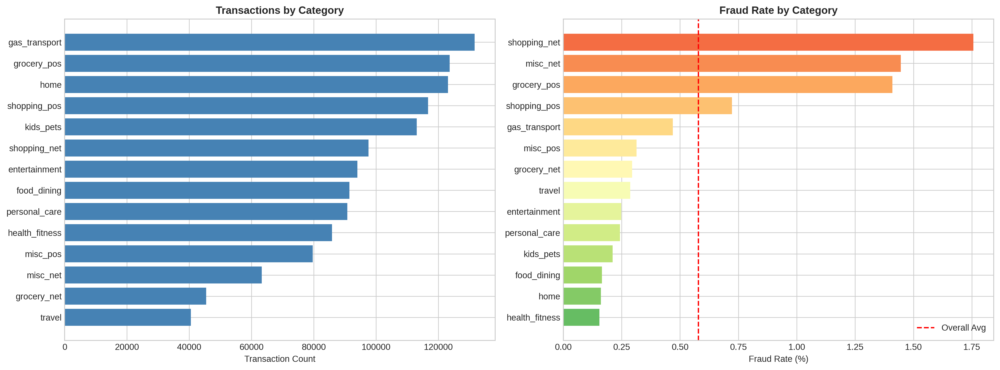 Transactions by Category
gas_transport
grocery_pos
home
shopping_pos
kids_pets
shopping_net
entertainment
food_dining
personal_care
health_fitness
misc_pos
misc_net
grocery_net
travel
0 20000 40000 60000 80000 100000 120000
Transaction Count
Fraud Rate by Category
shopping_net
misc_net
grocery_pos
shopping_pos
gas_transport
misc_pos
grocery_net
travel
entertainment
personal_care
kids_pets
food_dining
home
health_fitness
Overall Avg
0.00 0.25 0.50 0.75 1.00 1.25 1.50 1.75
Fraud Rate (%)